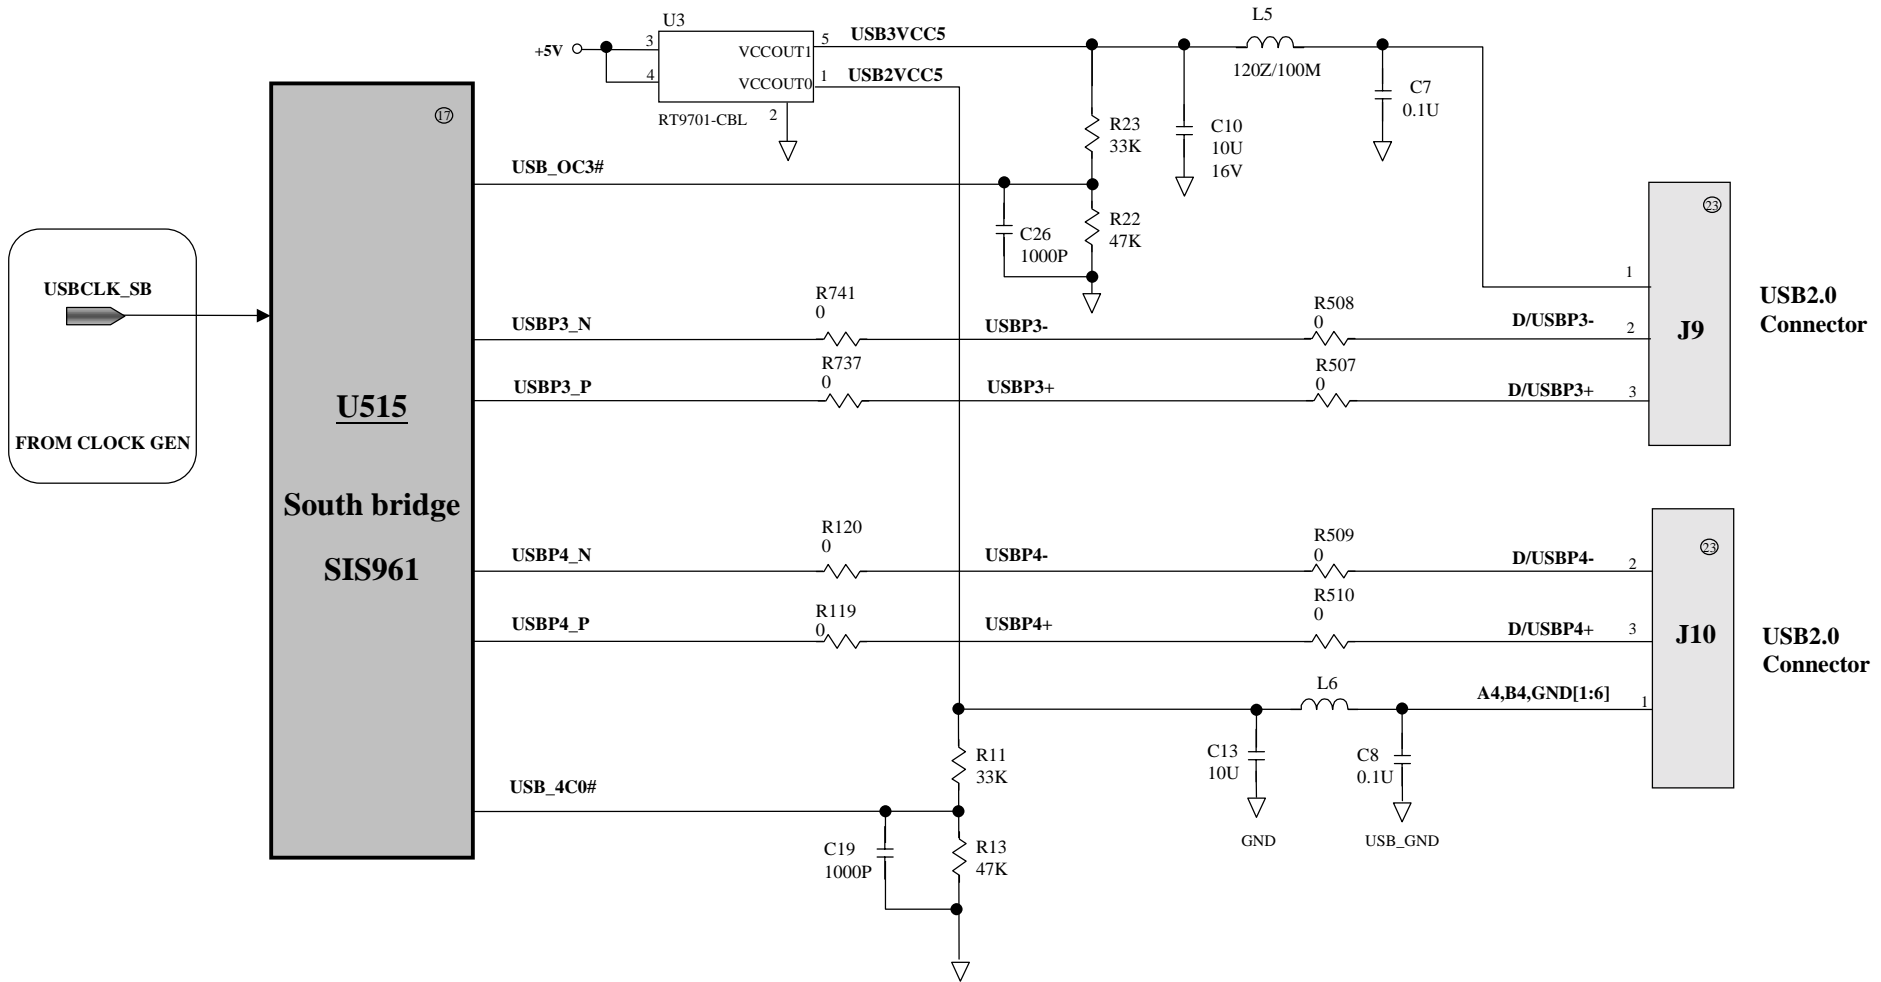 U3
L5
+5V
3
4
VCCOUT1
VCCOUT0
5
1
2
USB3VCC5
USB2VCC5
RT9701-CBL
120Z/100M
C7
0.1U
R23
33K
C10
10U
16V
17
USB_OC3#
R22
47K
C26
1000P
23
1
USB2.0
Connector
J9
USBCLK_SB
FROM CLOCK GEN
R741
0
R508
0
USBP3_N
USBP3-
D/USBP3-
2
R737
0
R507
0
USBP3_P
USBP3+
D/USBP3+
3
U515
South bridge
SIS961
R120
0
R509
0
23
USBP4_N
USBP4-
D/USBP4-
2
R119
0
R510
0
USBP4_P
USBP4+
D/USBP4+
3
J10
USB2.0
Connector
L6
A4,B4,GND[1:6]
1
R11
33K
C13
10U
C8
0.1U
USB_4C0#
GND
USB_GND
C19
1000P
R13
47K